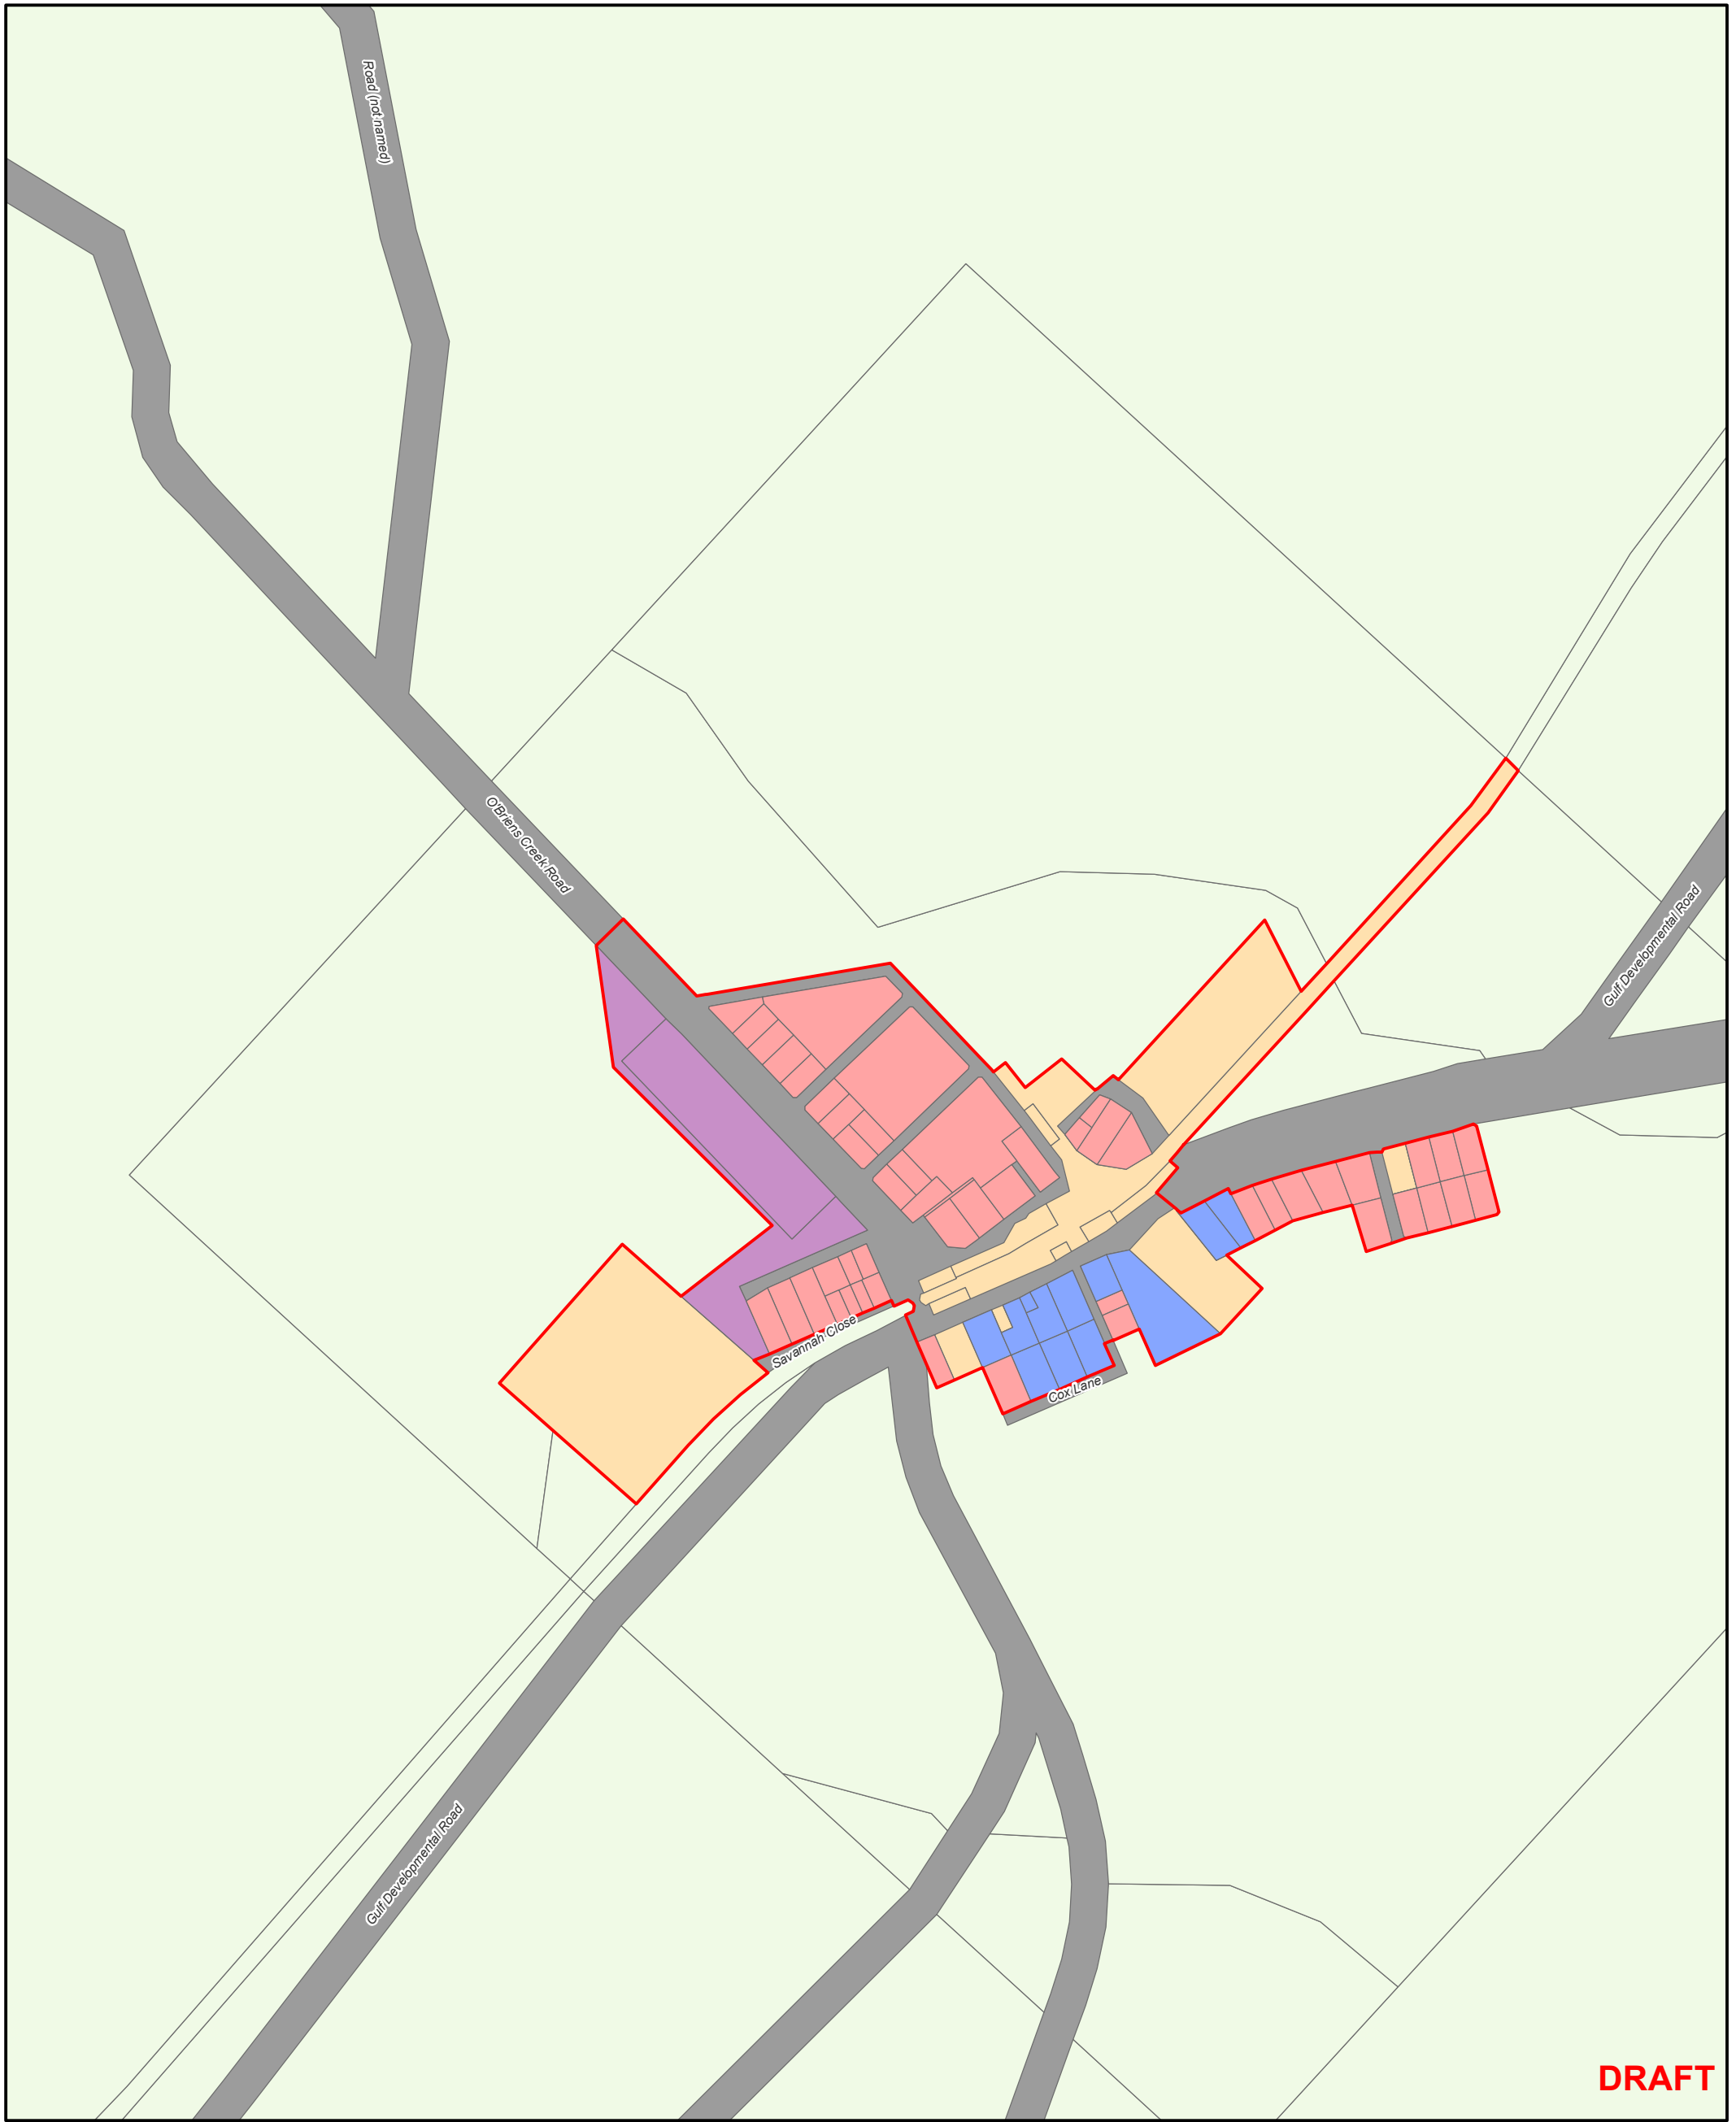 Road (not named)
O'Briens Creek Road
Gulf Developmental Road
Savannah Close
Cox Lane
Gulf Developmental Road
DRAFT